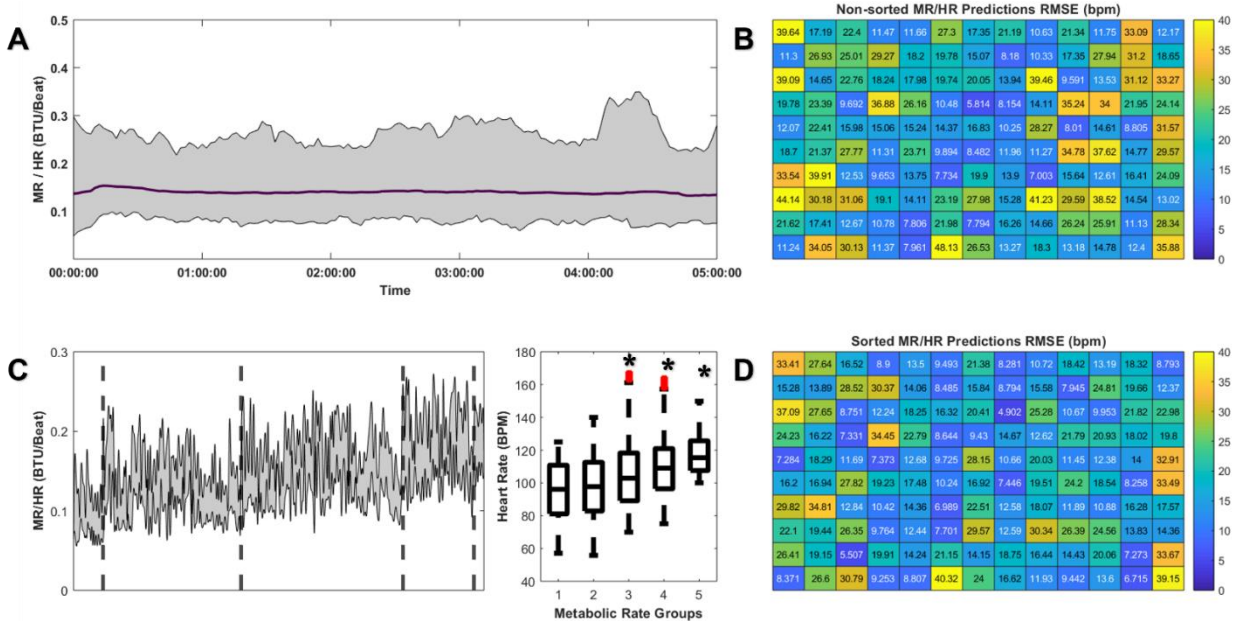 A
MR / HR (BTU/Beat)
0.5
0.4
0.3
0.2
0.1
00:00:00 01:00:00 02:00:00 03:00:00 04:00:00 05:00:00
Time
B
Non-sorted MR/HR Predictions RMSE (bpm)
39.64 17.19 22.4 11.47 11.66 27.3 17.35 21.19 10.63 21.34 11.75 33.09 12.17
11.3 26.93 25.01 29.27 18.2 19.78 15.07 8.18 10.33 17.35 27.94 31.2 18.65
39.09 14.65 22.76 18.24 17.98 19.74 20.05 13.94 39.46 9.591 13.53 31.12 33.27
19.78 23.39 9.692 36.88 26.16 10.48 5.814 8.154 14.11 35.24 34 21.95 24.14
12.07 22.41 15.98 15.06 15.24 14.37 16.83 10.25 28.27 8.01 14.61 8.805 31.57
18.7 21.37 27.77 11.31 23.71 9.894 8.482 11.96 11.27 34.78 37.62 14.77 29.57
33.54 39.91 12.53 9.653 13.75 7.734 19.9 13.9 7.003 15.64 12.61 16.41 24.09
44.14 30.18 31.06 19.1 14.11 23.19 27.98 15.28 41.23 29.59 38.52 14.54 13.02
21.62 17.41 12.67 10.78 7.806 21.98 7.794 16.26 14.66 26.24 25.91 11.13 28.34
11.24 34.05 30.13 11.37 7.961 48.13 26.53 13.27 18.3 13.18 14.78 12.4 35.88
40
35
30
25
20
15
10
5
0
C
MR/HR (BTU/Beat)
0.3
0.2
0.1
0
Heart Rate (BPM)
180
160
140
120
100
80
60
40
* * *
1 2 3 4 5
Metabolic Rate Groups
D
Sorted MR/HR Predictions RMSE (bpm)
33.41 27.64 16.52 8.9 13.5 9.493 21.38 8.281 10.72 18.42 13.19 18.32 8.793
15.28 13.89 28.52 30.37 14.06 8.485 15.84 8.794 15.58 7.945 24.81 19.66 12.37
37.09 27.65 8.751 12.24 18.25 16.32 20.41 4.902 25.28 10.67 9.953 21.82 22.98
24.23 16.22 7.331 34.45 22.79 8.644 9.43 14.67 12.62 21.79 20.93 18.02 19.8
7.284 18.29 11.69 7.373 12.68 9.725 28.15 10.66 20.03 11.45 12.38 14 32.91
16.2 16.94 27.82 19.23 17.48 10.24 16.92 7.446 19.51 24.2 18.54 8.258 33.49
29.82 34.81 12.84 10.42 14.36 6.989 22.51 12.58 18.07 11.89 10.88 16.28 17.57
22.1 19.44 26.35 9.764 12.44 7.701 29.57 12.59 30.34 26.39 24.56 13.83 14.36
26.41 19.15 5.507 19.91 14.24 21.15 14.15 18.75 16.44 14.43 20.06 7.273 33.67
8.371 26.6 30.79 9.253 8.807 40.32 24 16.62 11.93 9.442 13.6 6.715 39.15
40
35
30
25
20
15
10
5
0